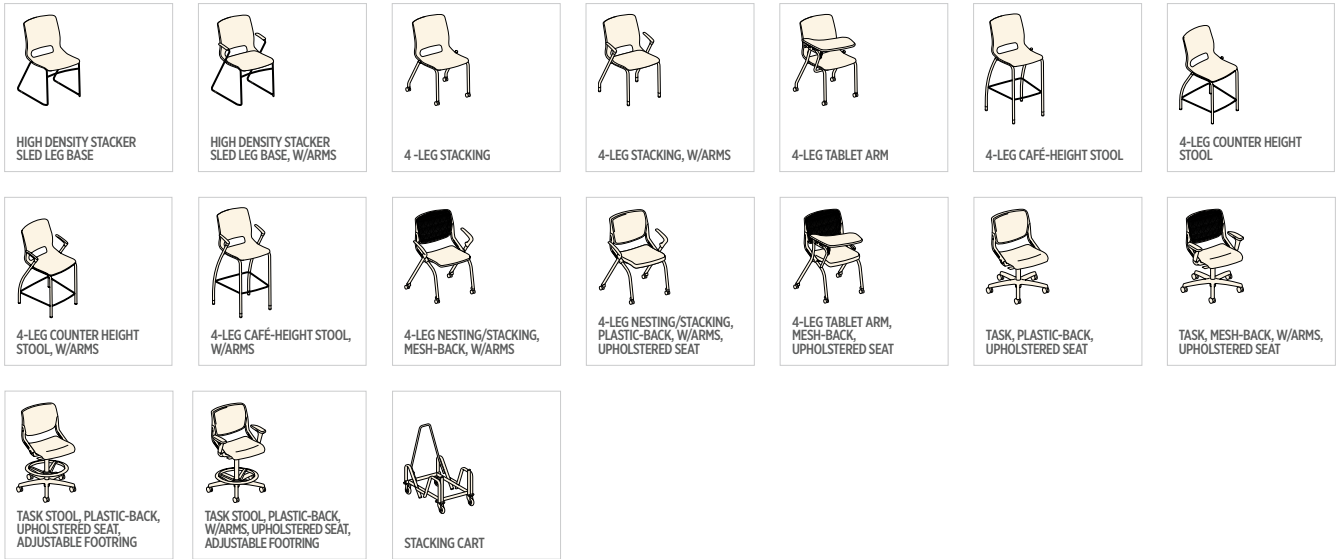 HIGH DENSITY STACKER
SLED LEG BASE
HIGH DENSITY STACKER
SLED LEG BASE, W/ARMS
4 -LEG STACKING
4-LEG STACKING, W/ARMS
4-LEG TABLET ARM
4-LEG CAFÉ-HEIGHT STOOL
4-LEG COUNTER HEIGHT
STOOL
4-LEG COUNTER HEIGHT
STOOL, W/ARMS
4-LEG CAFÉ-HEIGHT STOOL,
W/ARMS
4-LEG NESTING/STACKING,
MESH-BACK, W/ARMS
4-LEG NESTING/STACKING,
PLASTIC-BACK, W/ARMS,
UPHOLSTERED SEAT
4-LEG TABLET ARM,
MESH-BACK,
UPHOLSTERED SEAT
TASK, PLASTIC-BACK,
UPHOLSTERED SEAT
TASK, MESH-BACK, W/ARMS,
UPHOLSTERED SEAT
TASK STOOL, PLASTIC-BACK,
UPHOLSTERED SEAT,
ADJUSTABLE FOOTRING
TASK STOOL, PLASTIC-BACK,
W/ARMS, UPHOLSTERED SEAT,
ADJUSTABLE FOOTRING
STACKING CART